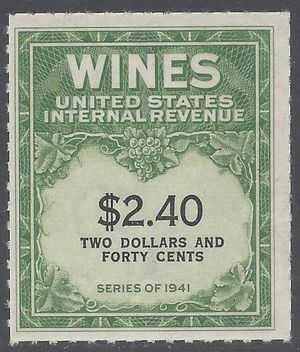 WINES
UNITED STATES
INTERNAL REVENUE
$2.40
TWO DOLLARS AND
FORTY CENTS
SERIES OF 1941